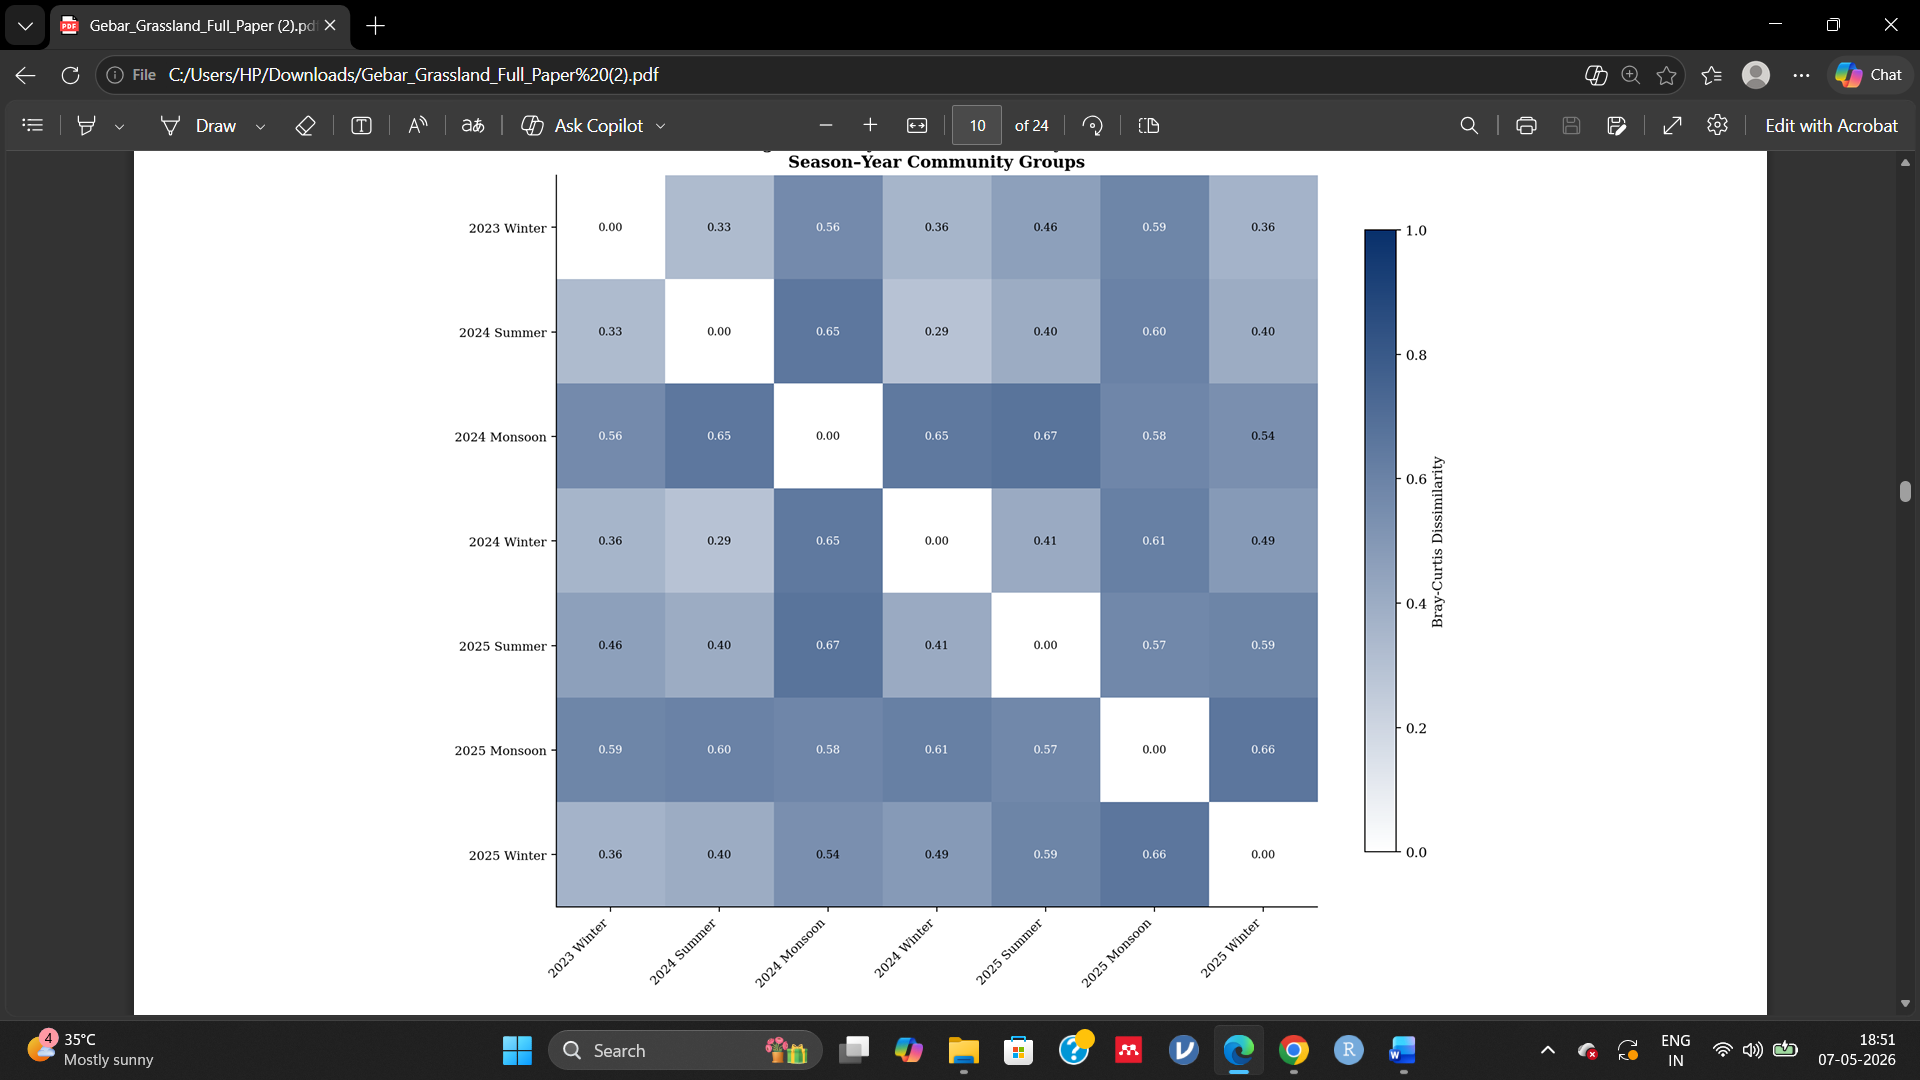 Gebar_Grassland_Full_Paper (2).pd
File C:/Users/HP/Downloads/Gebar_Grassland_Full_Paper%20(2).pdf
Chat
Draw
aあ
Ask Copilot
10 of 24
Edit with Acrobat
Season–Year Community Groups
2023 Winter 0.00 0.33 0.56 0.36 0.46 0.59 0.36
2024 Summer 0.33 0.00 0.65 0.29 0.40 0.60 0.40
2024 Monsoon 0.56 0.65 0.00 0.65 0.67 0.58 0.54
2024 Winter 0.36 0.29 0.65 0.00 0.41 0.61 0.49
2025 Summer 0.46 0.40 0.67 0.41 0.00 0.57 0.59
2025 Monsoon 0.59 0.60 0.58 0.61 0.57 0.00 0.66
2025 Winter 0.36 0.40 0.54 0.49 0.59 0.66 0.00
2023 Winter 2024 Summer 2024 Monsoon 2024 Winter 2025 Summer 2025 Monsoon 2025 Winter
1.0
0.8
0.6
0.4
0.2
0.0
Bray-Curtis Dissimilarity
4
35°C
Mostly sunny
Search
ENG
IN
18:51
07-05-2026